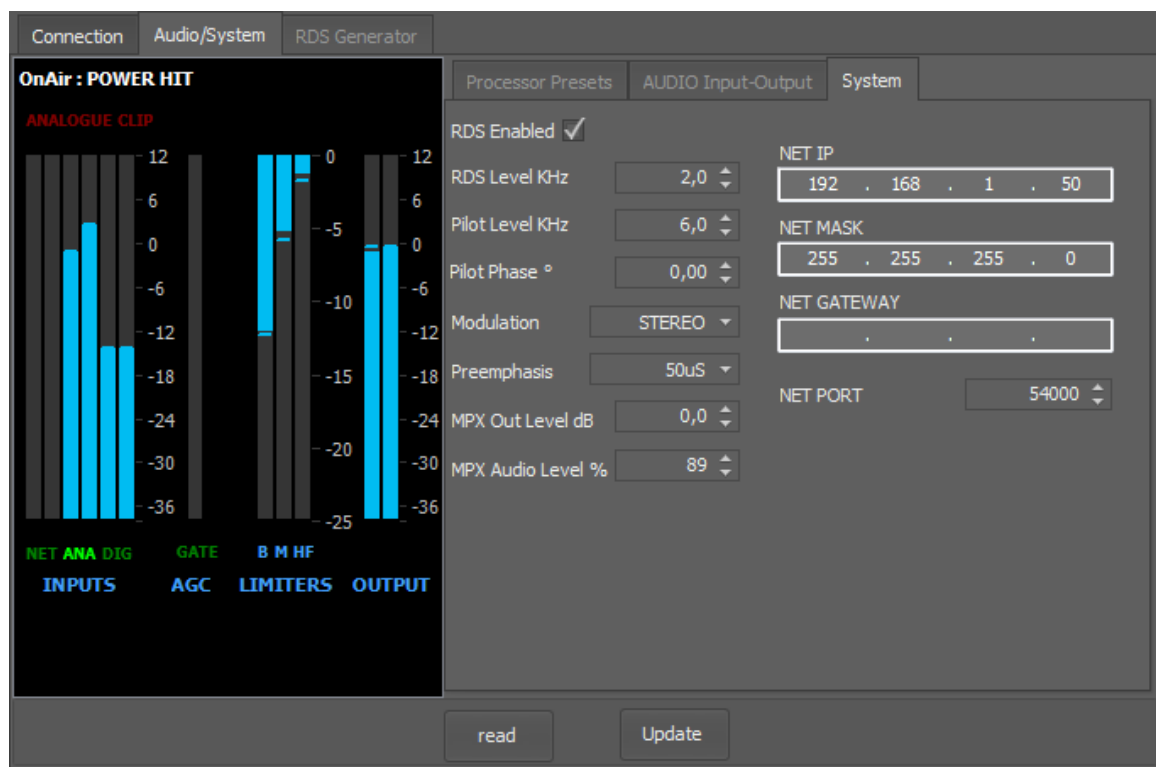 Connection Audio/System RDS Generator
OnAir : POWER HIT
ANALOGUE CLIP
12 0 12
6 6
-5
0 0
-6 -6
-10
-12 -12
-18 -15 -18
-24 -24
-20
-30 -30
-36 -36
-25
NET ANA DIG GATE B M HF
INPUTS AGC LIMITERS OUTPUT
Processor Presets AUDIO Input-Output System
RDS Enabled
RDS Level KHz 2,0
Pilot Level KHz 6,0
Pilot Phase ° 0,00
Modulation STEREO
Preemphasis 50uS
MPX Out Level dB 0,0
MPX Audio Level % 89
NET IP
192 . 168 . 1 . 50
NET MASK
255 . 255 . 255 . 0
NET GATEWAY
. . .
NET PORT 54000
read Update